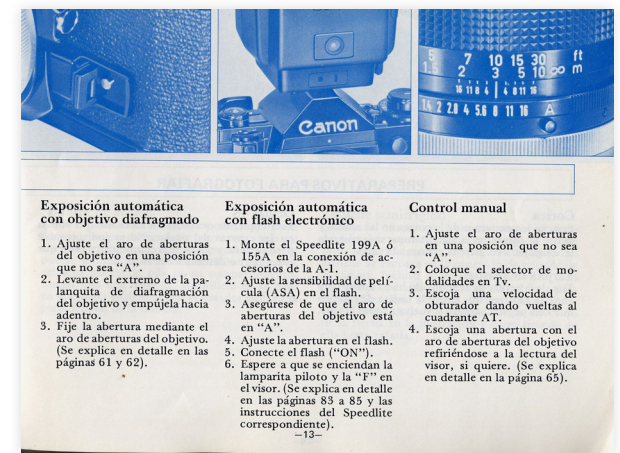 5 7 10 15 30 ft
1.5 2 3 5 10 ∞ m
16 11 8 4 4 8 11 16
1.4 2 2.8 4 5.6 8 11 16 A
Canon
Exposición automática
con objetivo diafragmado
1. Ajuste el aro de aberturas
del objetivo en una posición
que no sea “A”.
2. Levante el extremo de la pa-
lanquita de diafragmación
del objetivo y empújela hacia
adentro.
3. Fije la abertura mediante el
aro de aberturas del objetivo.
(Se explica en detalle en las
páginas 61 y 62).
Exposición automática
con flash electrónico
1. Monte el Speedlite 199A ó
155A en la conexión de ac-
cesorios de la A-1.
2. Ajuste la sensibilidad de pelí-
cula (ASA) en el flash.
3. Asegúrese de que el aro de
aberturas del objetivo está
en “A”.
4. Ajuste la abertura en el flash.
5. Conecte el flash (“ON”).
6. Espere a que se enciendan la
lamparita piloto y la “F” en
el visor. (Se explica en detalle
en las páginas 83 a 85 y las
instrucciones del Speedlite
correspondiente).
Control manual
1. Ajuste el aro de aberturas
en una posición que no sea
“A”.
2. Coloque el selector de mo-
dalidades en Tv.
3. Escoja una velocidad de
obturador dando vueltas al
cuadrante AT.
4. Escoja una abertura con el
aro de aberturas del objetivo
refiriéndose a la lectura del
visor, si quiere. (Se explica
en detalle en la página 65).
—13—